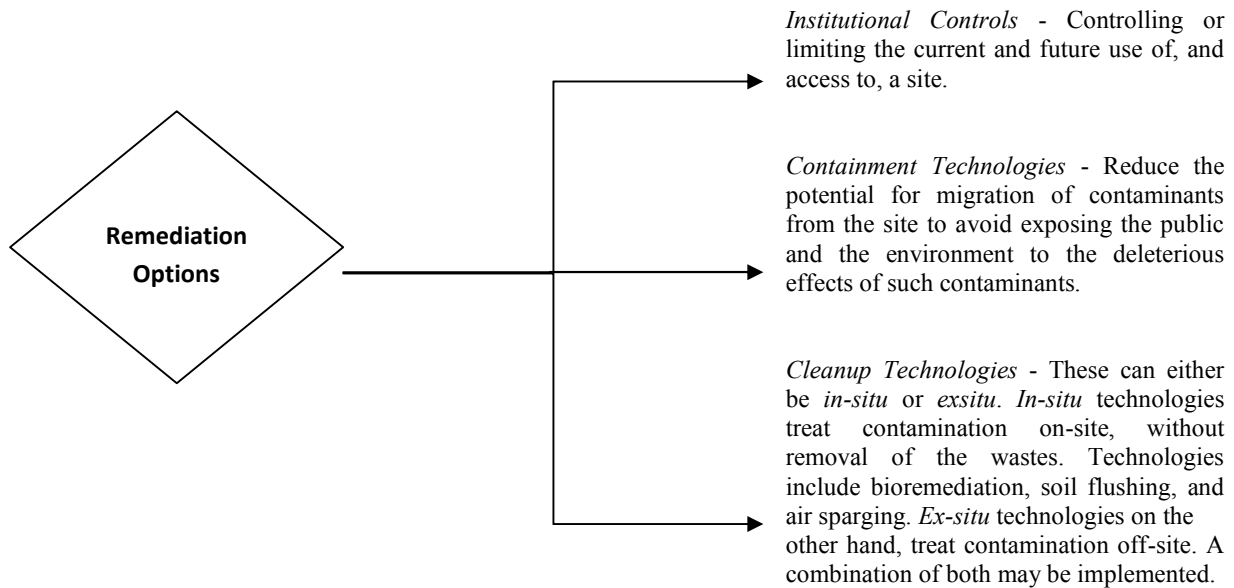 Remediation
Options
Institutional Controls - Controlling or
limiting the current and future use of, and
access to, a site.
Containment Technologies - Reduce the
potential for migration of contaminants
from the site to avoid exposing the public
and the environment to the deleterious
effects of such contaminants.
Cleanup Technologies - These can either
be in-situ or exsitu. In-situ technologies
treat contamination on-site, without
removal of the wastes. Technologies
include bioremediation, soil flushing, and
air sparging. Ex-situ technologies on the
other hand, treat contamination off-site. A
combination of both may be implemented.